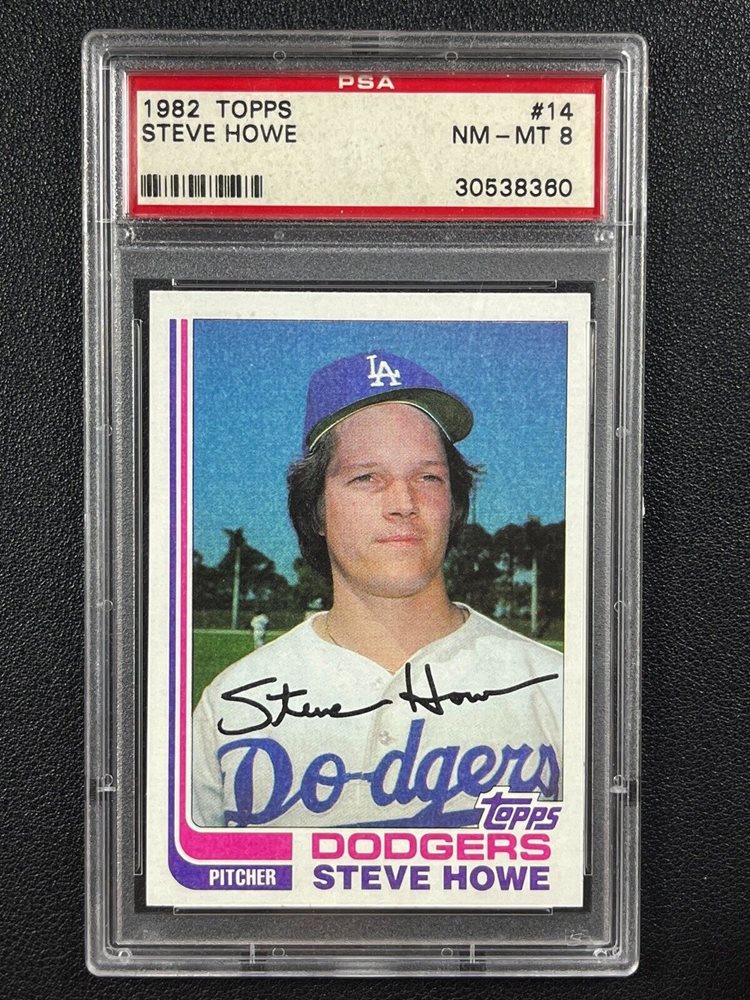 PSA
1982 TOPPS #14
STEVE HOWE NM-MT 8
30538360
LA
Steve Howe
Dodgers
TOPPS
DODGERS
PITCHER STEVE HOWE